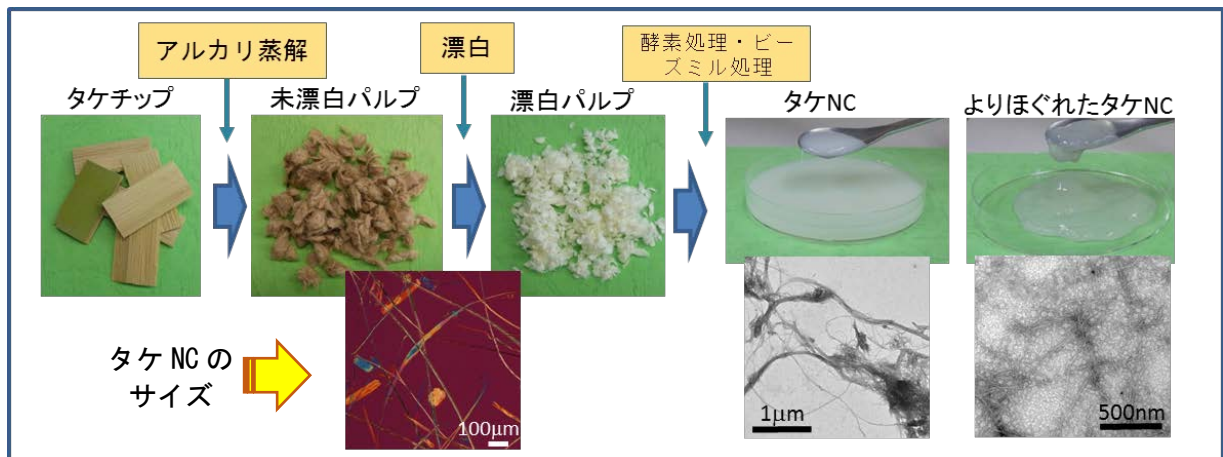 アルカリ蒸解
漂白
酵素処理・ビー
ズミル処理
タケチップ
未漂白パルプ
漂白パルプ
タケNC
よりほぐれたタケNC
タケNCの
サイズ
100μm
1μm
500nm